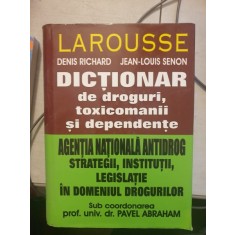 LAROUSSE
DENIS RICHARD JEAN-LOUIS SENON
DICȚIONAR
de droguri,
toxicomanii
și dependențe
AGENȚIA NAȚIONALĂ ANTIDROG
STRATEGII, INSTITUȚII,
LEGISLAȚIE
ÎN DOMENIUL DROGURILOR
Sub coordonarea
prof. univ. dr. PAVEL ABRAHAM